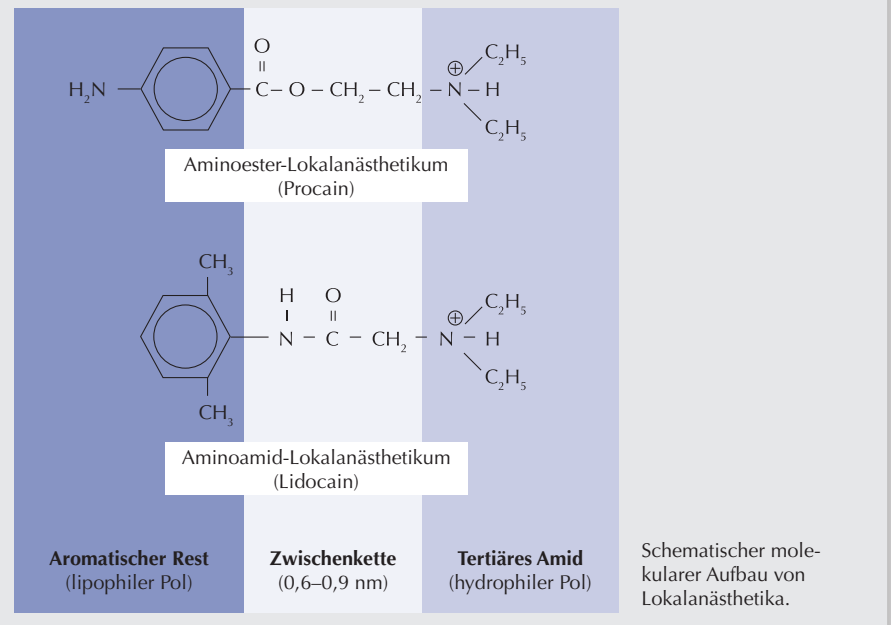 O
C₂H₅
H₂N
C – O – CH₂ – CH₂ – N – H
⊕
C₂H₅
Aminoester-Lokalanästhetikum
(Procain)
CH₃
H O
C₂H₅
⊕
N – C – CH₂ – N – H
C₂H₅
CH₃
Aminoamid-Lokalanästhetikum
(Lidocain)
Aromatischer Rest
(lipophiler Pol)
Zwischenkette
(0,6–0,9 nm)
Tertiäres Amid
(hydrophiler Pol)
Schematischer mole-
kularer Aufbau von
Lokalanästhetika.